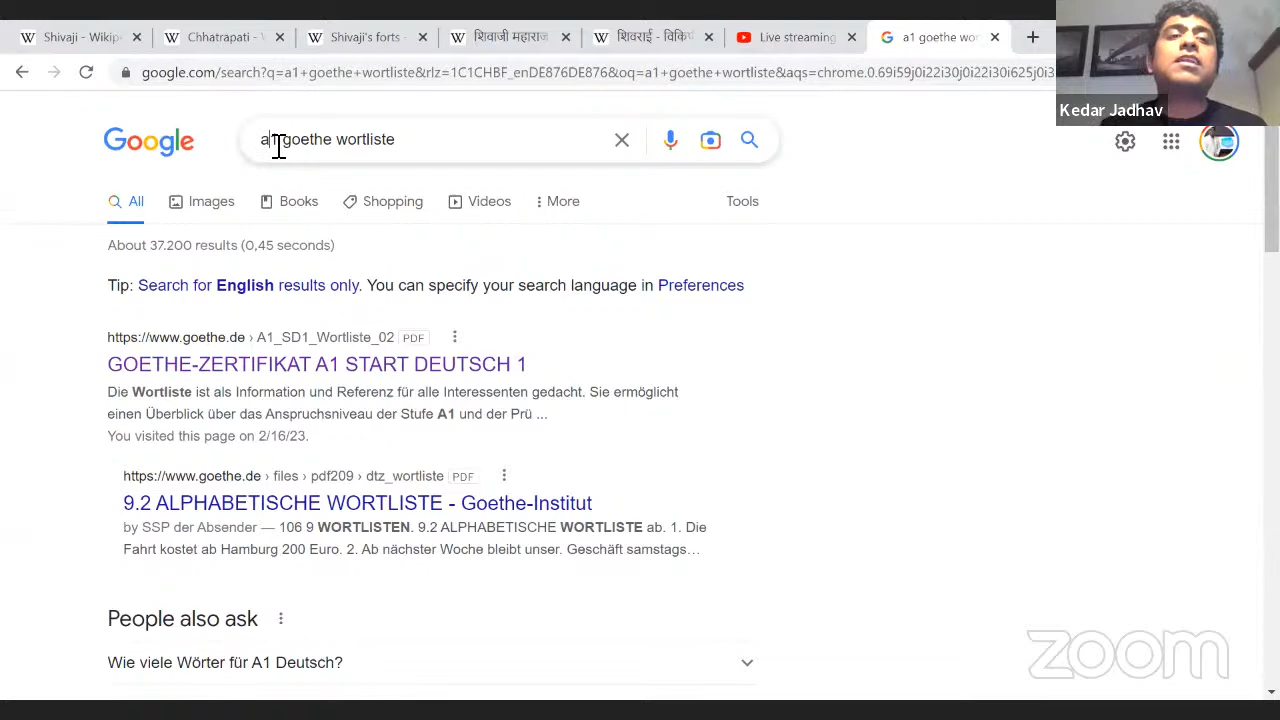 Shivaji - Wikip
Chhatrapati -
Shivaji's forts -
शिवाजी महाराज
शिवराई - विकिपि
Live streaming
a1 goethe wor
google.com/search?q=a1+goethe+wortliste&rlz=1C1CHBF_enDE876DE876&oq=a1+goethe+wortliste&aqs=chrome.0.69i59j0i22i30j0i22i30i625j0i3
Kedar Jadhav
Google
a1 goethe wortliste
All
Images
Books
Shopping
Videos
More
Tools
About 37.200 results (0,45 seconds)
Tip: Search for English results only. You can specify your search language in Preferences
https://www.goethe.de › A1_SD1_Wortliste_02 PDF
GOETHE-ZERTIFIKAT A1 START DEUTSCH 1
Die Wortliste ist als Information und Referenz für alle Interessenten gedacht. Sie ermöglicht
einen Überblick über das Anspruchsniveau der Stufe A1 und der Prü ...
You visited this page on 2/16/23.
https://www.goethe.de › files › pdf209 › dtz_wortliste PDF
9.2 ALPHABETISCHE WORTLISTE - Goethe-Institut
by SSP der Absender — 106 9 WORTLISTEN. 9.2 ALPHABETISCHE WORTLISTE ab. 1. Die
Fahrt kostet ab Hamburg 200 Euro. 2. Ab nächster Woche bleibt unser. Geschäft samstags...
People also ask
Wie viele Wörter für A1 Deutsch?
zoom